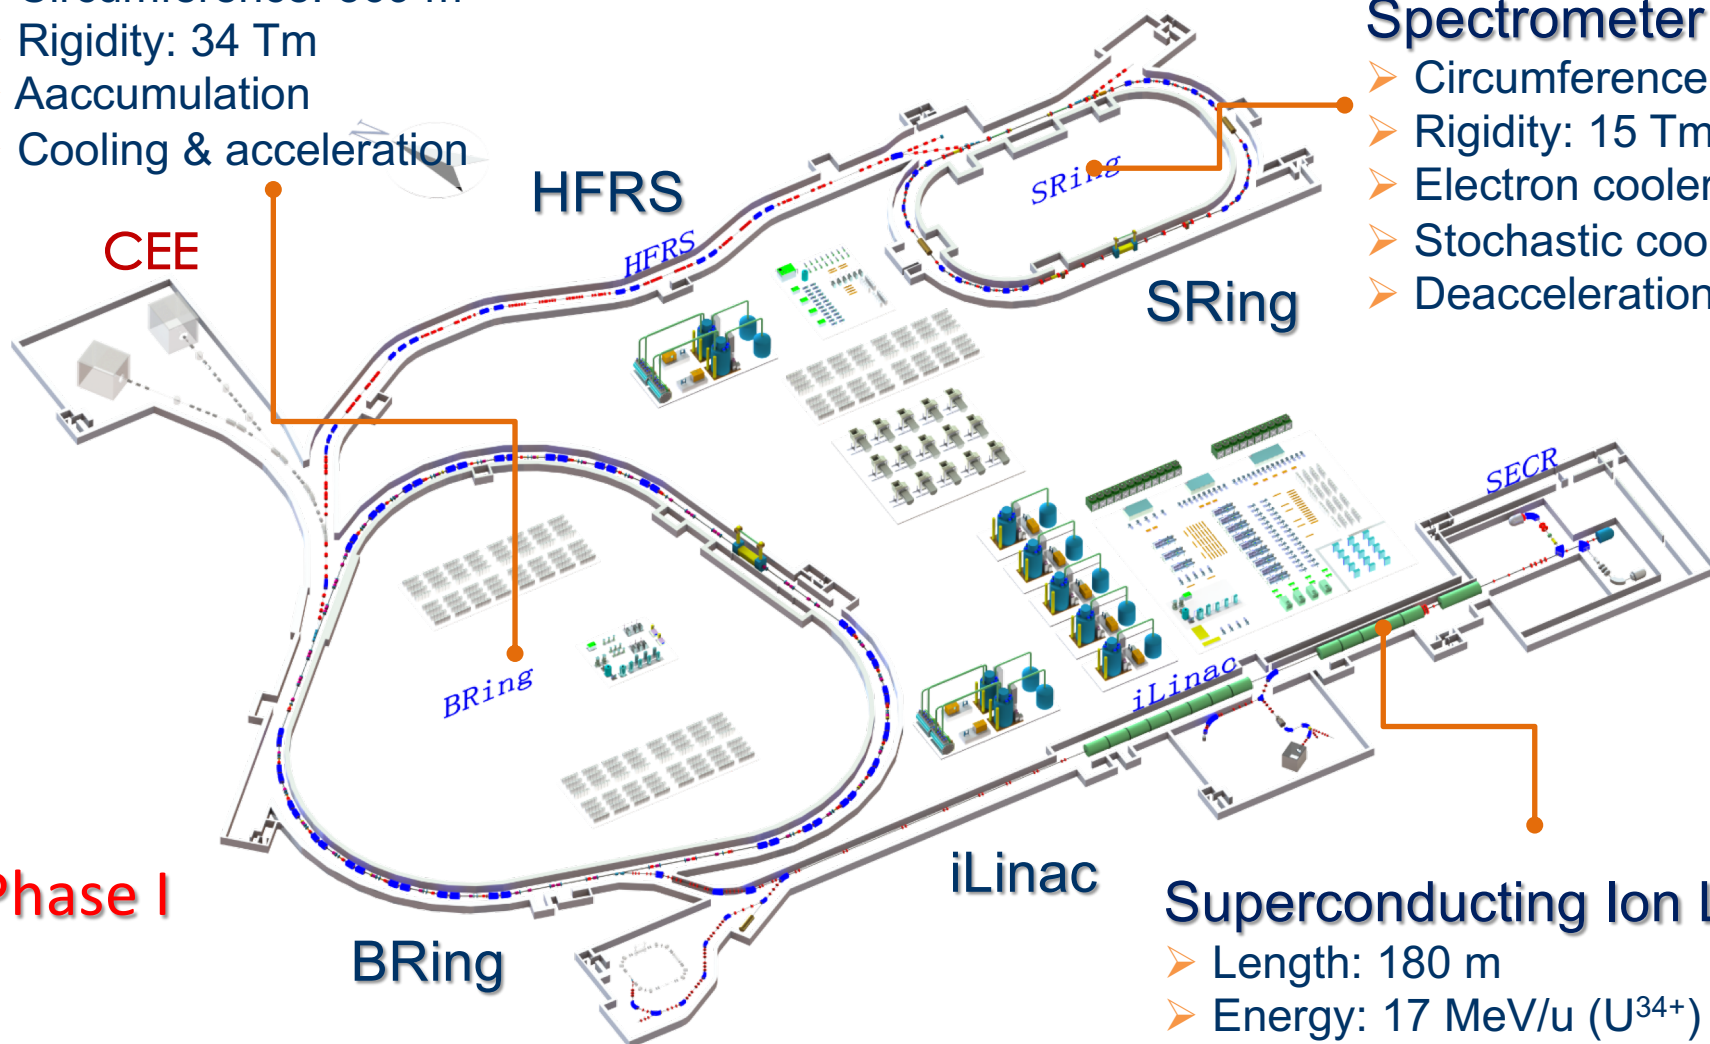 Rigidity: 34 Tm
Aaccumulation
Cooling & acceleration
N
CEE
HFRS
HFRS
SRing
SRing
Spectrometer
Circumference
Rigidity: 15 Tm
Electron cooler
Stochastic coo
Deacceleration
SECR
iLinac
BRing
Phase I
BRing
iLinac
Superconducting Ion L
Length: 180 m
Energy: 17 MeV/u (U³⁴⁺)